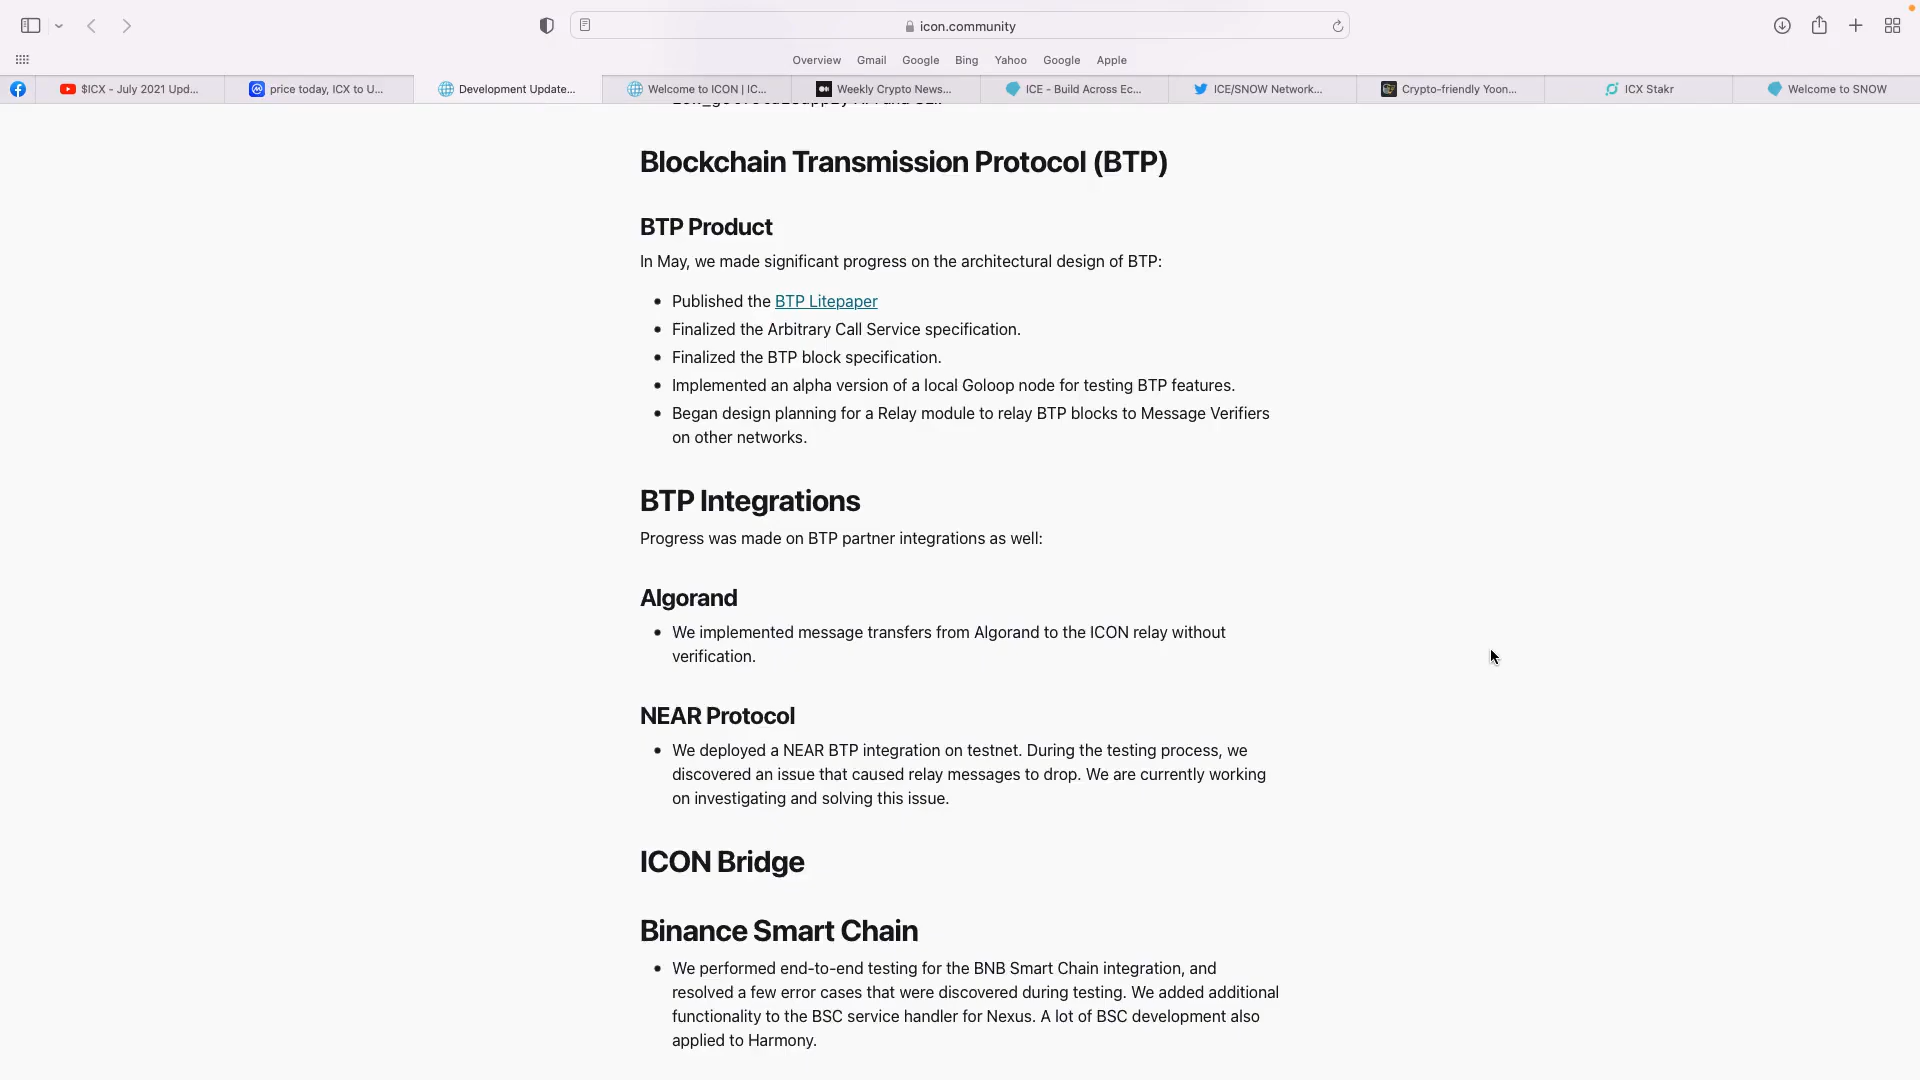 icon.community
Overview Gmail Google Bing Yahoo Google Apple
$ICX - July 2021 Upd... price today, ICX to U... Development Update... Welcome to ICON | IC... Weekly Crypto News... ICE - Build Across Ec... ICE/SNOW Network... Crypto-friendly Yoon... ICX Stakr Welcome to SNOW
Blockchain Transmission Protocol (BTP)
BTP Product
In May, we made significant progress on the architectural design of BTP:
• Published the BTP Litepaper
• Finalized the Arbitrary Call Service specification.
• Finalized the BTP block specification.
• Implemented an alpha version of a local Goloop node for testing BTP features.
• Began design planning for a Relay module to relay BTP blocks to Message Verifiers
on other networks.
BTP Integrations
Progress was made on BTP partner integrations as well:
Algorand
• We implemented message transfers from Algorand to the ICON relay without
verification.
NEAR Protocol
• We deployed a NEAR BTP integration on testnet. During the testing process, we
discovered an issue that caused relay messages to drop. We are currently working
on investigating and solving this issue.
ICON Bridge
Binance Smart Chain
• We performed end-to-end testing for the BNB Smart Chain integration, and
resolved a few error cases that were discovered during testing. We added additional
functionality to the BSC service handler for Nexus. A lot of BSC development also
applied to Harmony.